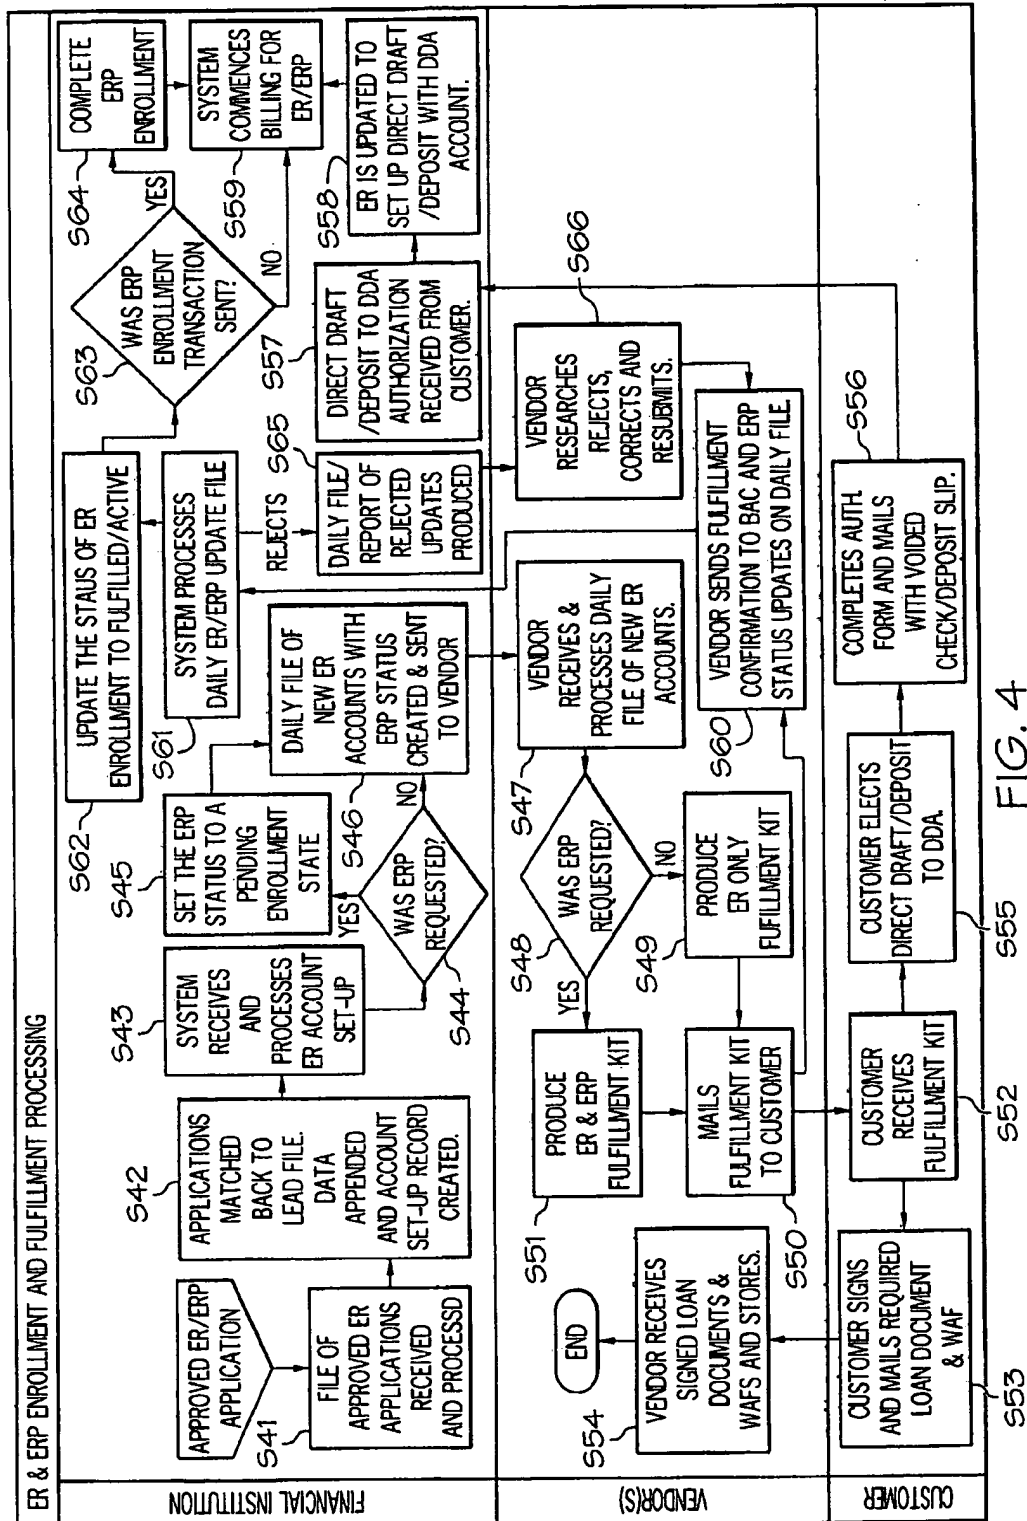 ER & ERP ENROLLMENT AND FULFILLMENT PROCESSING
FINANCIAL INSTITUTION
APPROVED ER/ERP
APPLICATION
S41
FILE OF
APPROVED ER
APPLICATIONS
RECEIVED
AND PROCESSD
S42
APPLICATIONS
MATCHED
BACK TO
LEAD FILE.
DATA
APPENDED
AND ACCOUNT
SET-UP RECORD
CREATED.
S43
SYSTEM
RECEIVES
AND
PROCESSES
ER ACCOUNT
SET-UP
S44
WAS ERP
REQUESTED?
YES
NO
S45
SET THE ERP
STATUS TO A
PENDING
ENROLLMENT
STATE
S46
DAILY FILE OF
NEW ER
ACCOUNTS WITH
ERP STATUS
CREATED & SENT
TO VENDOR
S62
UPDATE THE STAUS OF ER
ENROLLMENT TO FULFILLED/ACTIVE
S61
SYSTEM PROCESSES
DAILY ER/ERP UPDATE FILE
REJECTS
S65
DAILY FILE/
REPORT OF
REJECTED
UPDATES
PRODUCED
S63
WAS ERP
ENROLLMENT
TRANSACTION
SENT?
YES
NO
S64
COMPLETE
ERP
ENROLLMENT
S59
SYSTEM
COMMENCES
BILLING FOR
ER/ERP
S57
DIRECT DRAFT
/DEPOSIT TO DDA
AUTHORIZATION
RECEIVED FROM
CUSTOMER.
S58
ER IS UPDATED TO
SET UP DIRECT DRAFT
/DEPOSIT WITH DDA
ACCOUNT.
VENDOR(S)
END
S54
VENDOR RECEIVES
SIGNED LOAN
DOCUMENTS &
WAFS AND STORES.
S51
PRODUCE
ER & ERP
FULFILLMENT KIT
S50
MAILS
FULFILLMENT KIT
TO CUSTOMER
S48
WAS ERP
REQUESTED?
YES
NO
S49
PRODUCE
ER ONLY
FUFILLMENT KIT
S47
VENDOR
RECEIVES &
PROCESSES DAILY
FILE OF NEW ER
ACCOUNTS.
S60
VENDOR SENDS FULFILLMENT
CONFIRMATION TO BAC AND ERP
STATUS UPDATES ON DAILY FILE.
S66
VENDOR
RESEARCHES
REJECTS,
CORRECTS AND
RESUBMITS.
CUSTOMER
CUSTOMER SIGNS
AND MAILS REQUIRED
LOAN DOCUMENT
& WAF
S53
CUSTOMER
RECEIVES
FULFILLMENT KIT
S52
CUSTOMER ELECTS
DIRECT DRAFT/DEPOSIT
TO DDA.
S55
COMPLETES AUTH.
FORM AND MAILS
WITH VOIDED
CHECK/DEPOSIT SLIP.
S56
FIG. 4